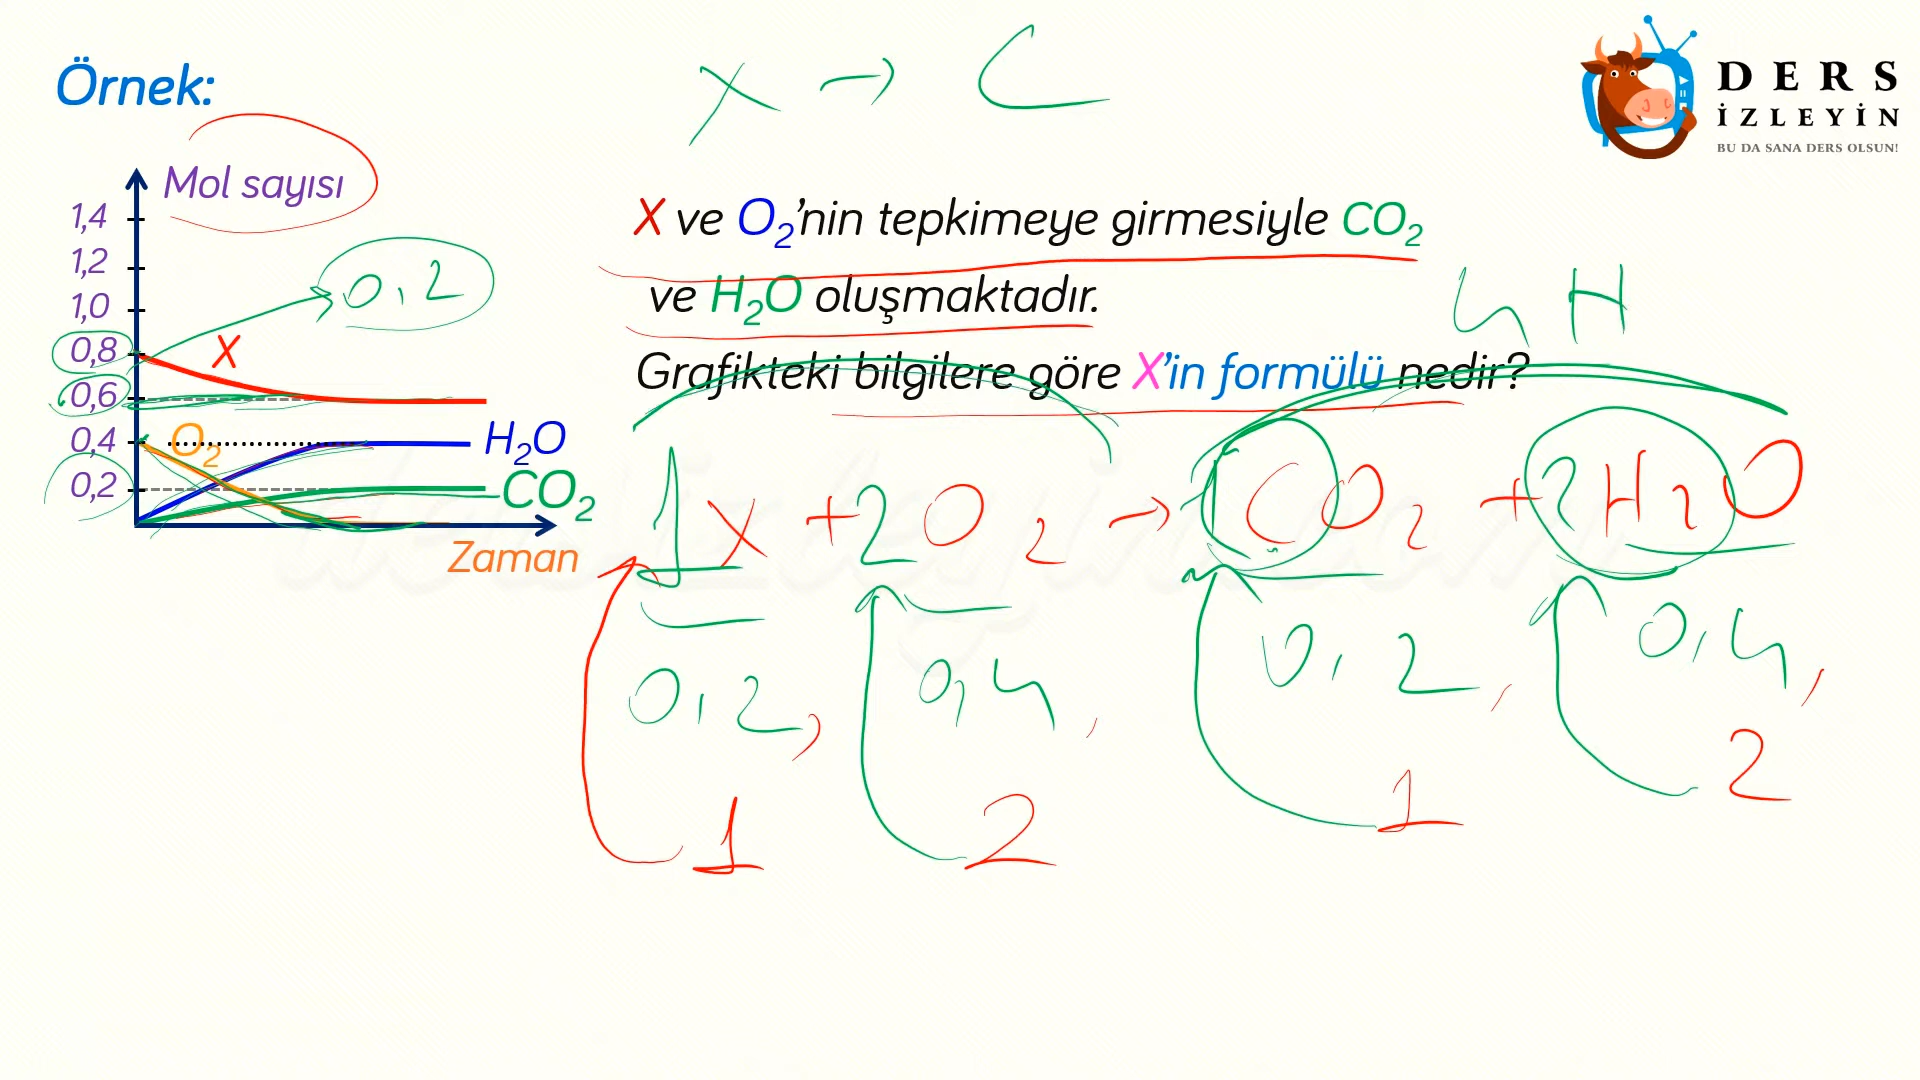 Örnek:
X → C
DERS
İZLEYİN
BU DA SANA DERS OLSUN!
Mol sayısı
1,4
1,2
1,0
0,8
0,6
0,4
0,2
0,2
X
O2
H2O
CO2
Zaman
X ve O2'nin tepkimeye girmesiyle CO2
ve H2O oluşmaktadır.
Grafikteki bilgilere göre X'in formülü nedir?
4 H
1X + 2O2 → 1CO2 + 2H2O
0,2, 0,4, 0,2, 0,4,
1 2 1 2